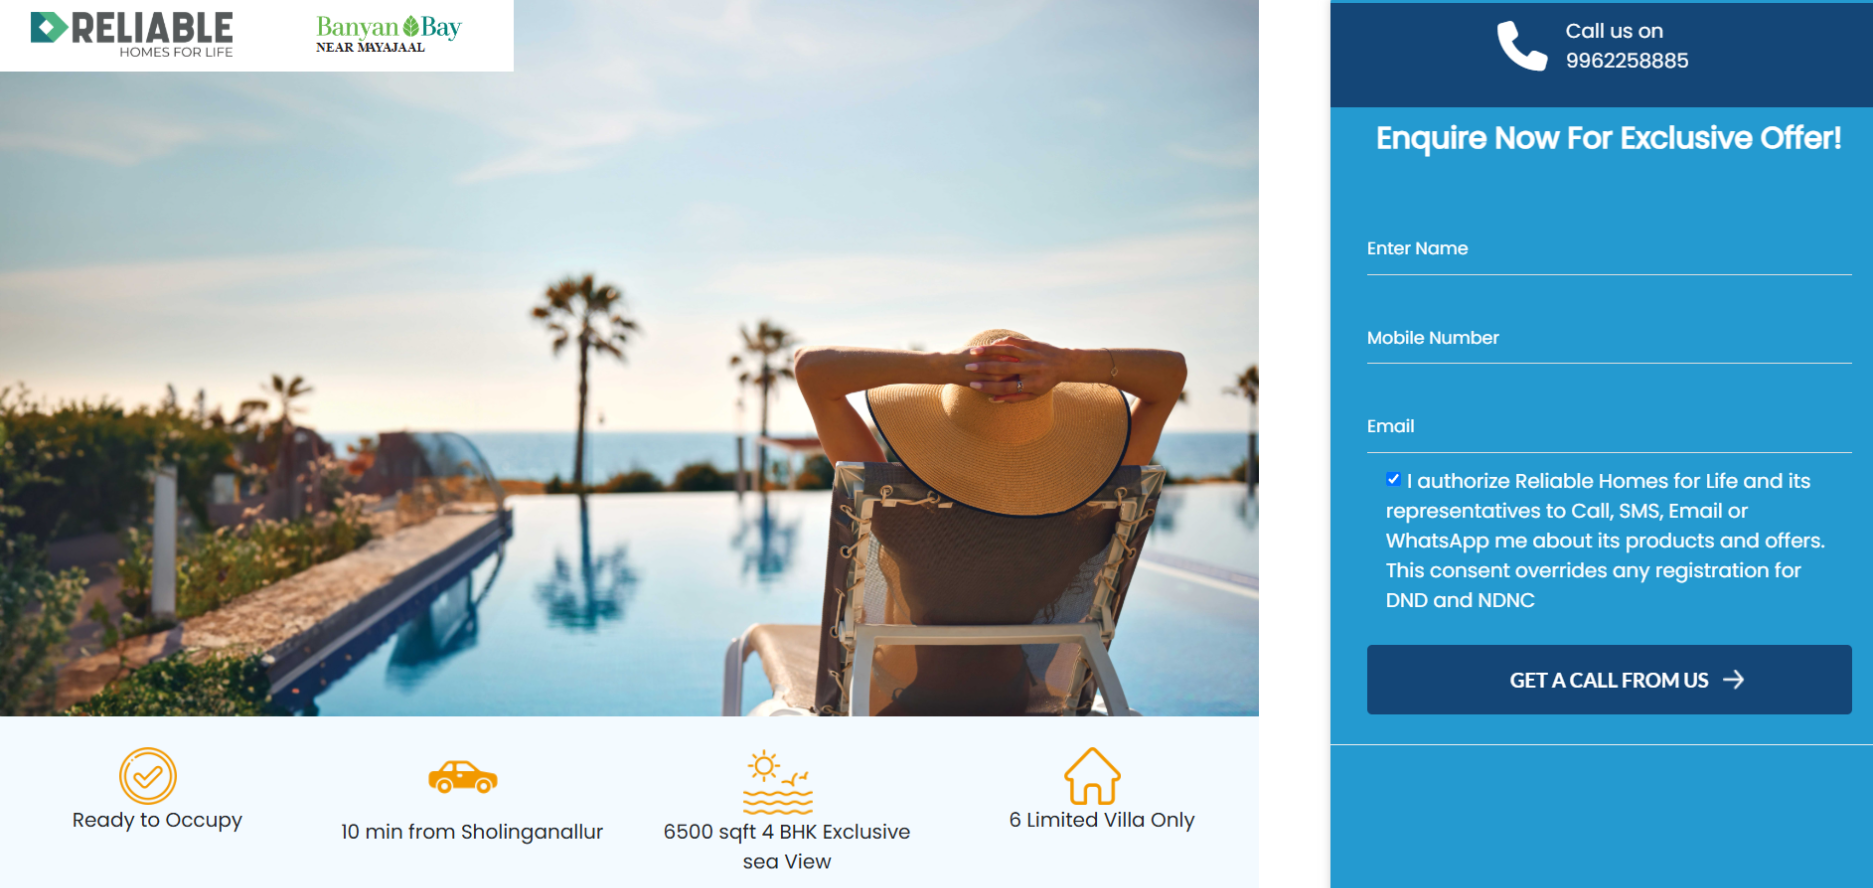 RELIABLE
HOMES FOR LIFE
Banyan Bay
NEAR MAYAJAAL
Ready to Occupy
10 min from Sholinganallur
6500 sqft 4 BHK Exclusive
sea View
6 Limited Villa Only
Call us on
9962258885
Enquire Now For Exclusive Offer!
Enter Name
Mobile Number
Email
I authorize Reliable Homes for Life and its
representatives to Call, SMS, Email or
WhatsApp me about its products and offers.
This consent overrides any registration for
DND and NDNC
GET A CALL FROM US